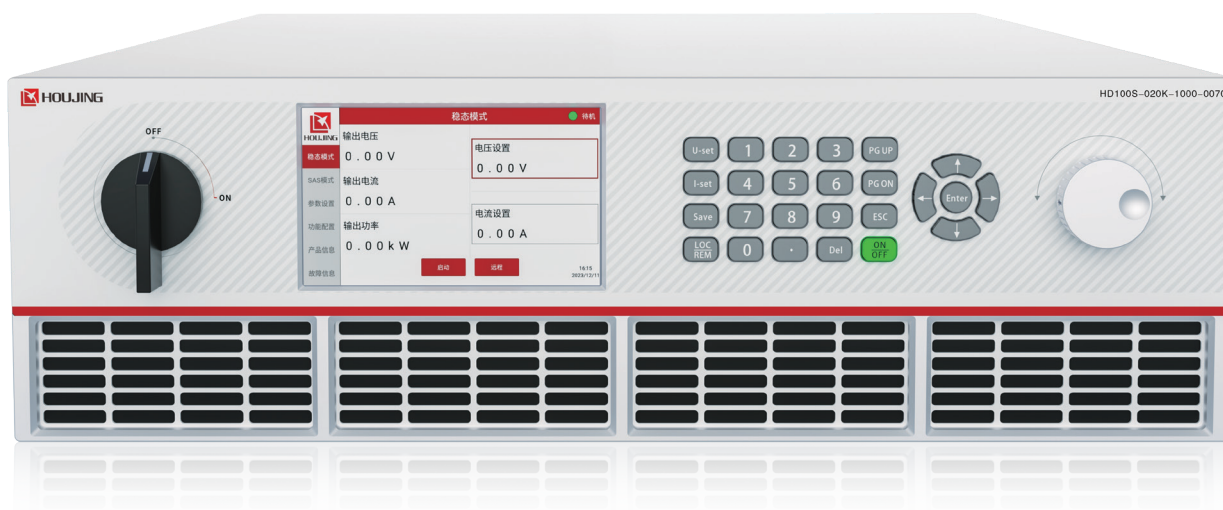 HOUJING
HD100S-020K-1000-0070
OFF
ON
HOUJING
稳态模式
待机
稳态模式
SAS模式
参数设置
功能配置
产品信息
故障信息
输出电压
0.00V
输出电流
0.00A
输出功率
0.00kW
电压设置
0.00V
电流设置
0.00A
启动
远程
16:15
2023/12/11
U-set 1 2 3 PG UP
I-set 4 5 6 PG ON
Save 7 8 9 ESC
LOC
REM
0 · Del
ON
OFF
Enter